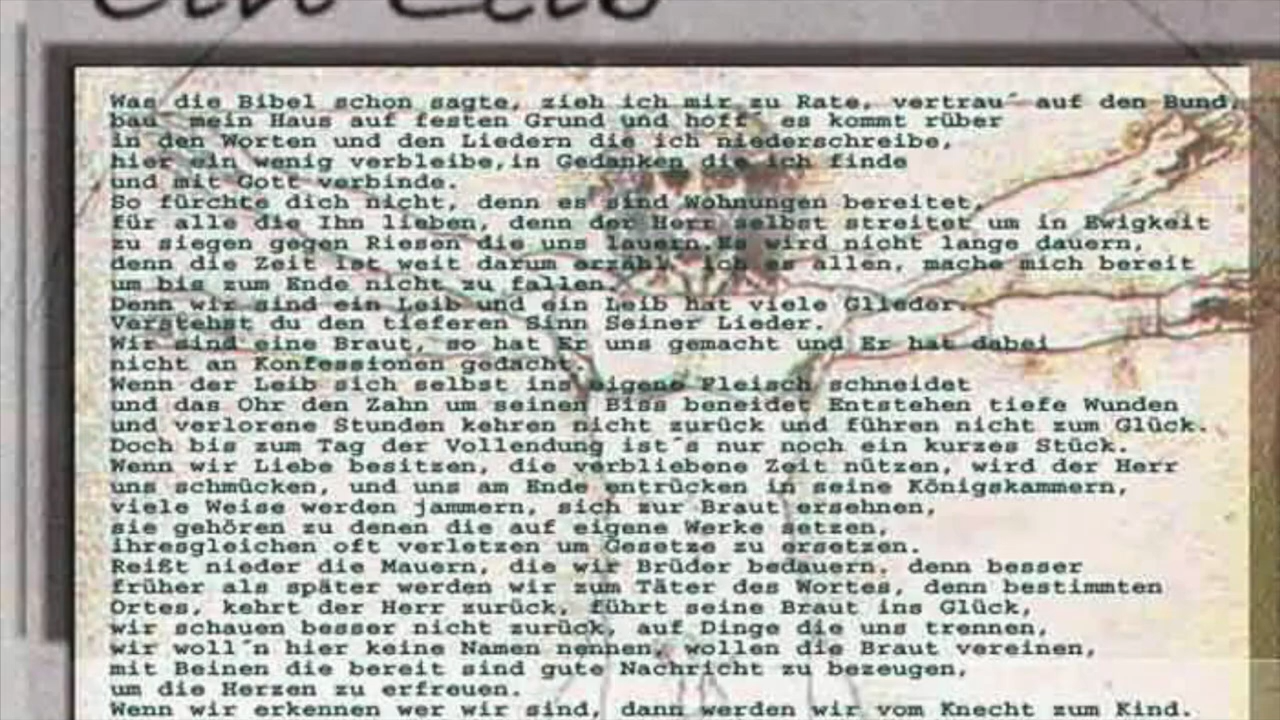 Ein Leib
Was die Bibel schon sagte, zieh ich mir zu Rate, vertrau´ auf den Bund,
bau´ mein Haus auf festen Grund und hoff´ es kommt rüber
in den Worten und den Liedern die ich niederschreibe,
hier ein wenig verbleibe,in Gedanken die ich finde
und mit Gott verbinde.
So fürchte dich nicht, denn es sind Wohnungen bereitet,
für alle die Ihn lieben, denn der Herr selbst streitet um in Ewigkeit
zu siegen gegen Riesen die uns lauern.Es wird nicht lange dauern,
denn die Zeit ist weit darum erzähl´ ich es allen, mache mich bereit
um bis zum Ende nicht zu fallen.
Denn wir sind ein Leib und ein Leib hat viele Glieder.
Verstehst du den tieferen Sinn Seiner Lieder.
Wir sind eine Braut, so hat Er uns gemacht und Er hat dabei
nicht an Konfessionen gedacht.
Wenn der Leib sich selbst ins eigene Fleisch schneidet
und das Ohr den Zahn um seinen Biss beneidet Entstehen tiefe Wunden
und verlorene Stunden kehren nicht zurück und führen nicht zum Glück.
Doch bis zum Tag der Vollendung ist´s nur noch ein kurzes Stück.
Wenn wir Liebe besitzen, die verbliebene Zeit nützen, wird der Herr
uns schmücken, und uns am Ende entrücken in seine Königskammern,
viele Weise werden jammern, sich zur Braut ersehnen,
sie gehören zu denen die auf eigene Werke setzen,
ihresgleichen oft verletzen um Gesetze zu ersetzen.
Reißt nieder die Mauern, die wir Brüder bedauern, denn besser
früher als später werden wir zum Täter des Wortes, denn bestimmten
Ortes, kehrt der Herr zurück, führt seine Braut ins Glück,
wir schauen besser nicht zurück, auf Dinge die uns trennen,
wir woll´n hier keine Namen nennen, wollen die Braut vereinen,
mit Beinen die bereit sind gute Nachricht zu bezeugen,
um die Herzen zu erfreuen.
Wenn wir erkennen wer wir sind, dann werden wir vom Knecht zum Kind.